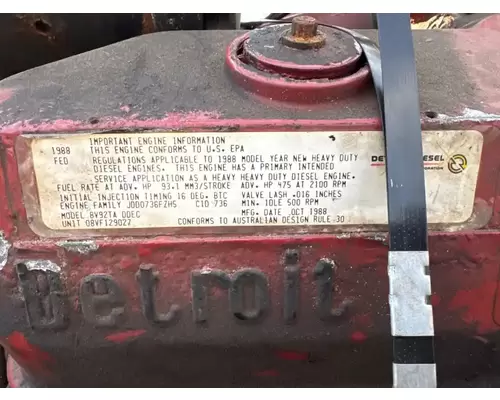 1988 IMPORTANT ENGINE INFORMATION
FED THIS ENGINE CONFORMS TO U.S. EPA
REGULATIONS APPLICABLE TO 1988 MODEL YEAR NEW HEAVY DUTY
DIESEL ENGINES. THIS ENGINE HAS A PRIMARY INTENDED
SERVICE APPLICATION AS A HEAVY HEAVY DUTY DIESEL ENGINE.
FUEL RATE AT ADV. HP 93.1 MM3/STROKE ADV. HP 475 AT 2100 RPM
INITIAL INJECTION TIMING 16 DEG. BTC VALVE LASH .016 INCHES
ENGINE FAMILY JDD0736FZH5 CID 736 MIN. IDLE 500 RPM
MODEL 8V92TA DDEC MFG. DATE OCT 1988
UNIT 08VF129022 CONFORMS TO AUSTRALIAN DESIGN RULE 30
Detroit